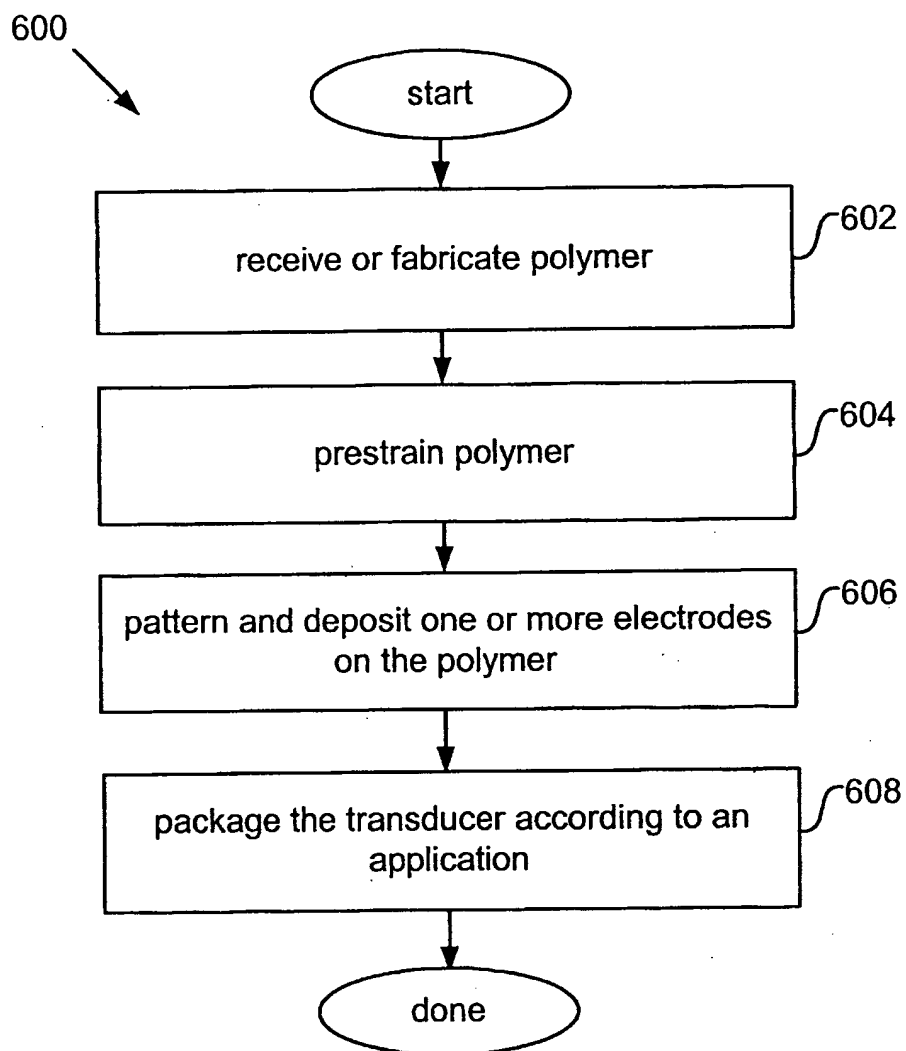 600
start
602
receive or fabricate polymer
604
prestrain polymer
606
pattern and deposit one or more electrodes
on the polymer
608
package the transducer according to an
application
done